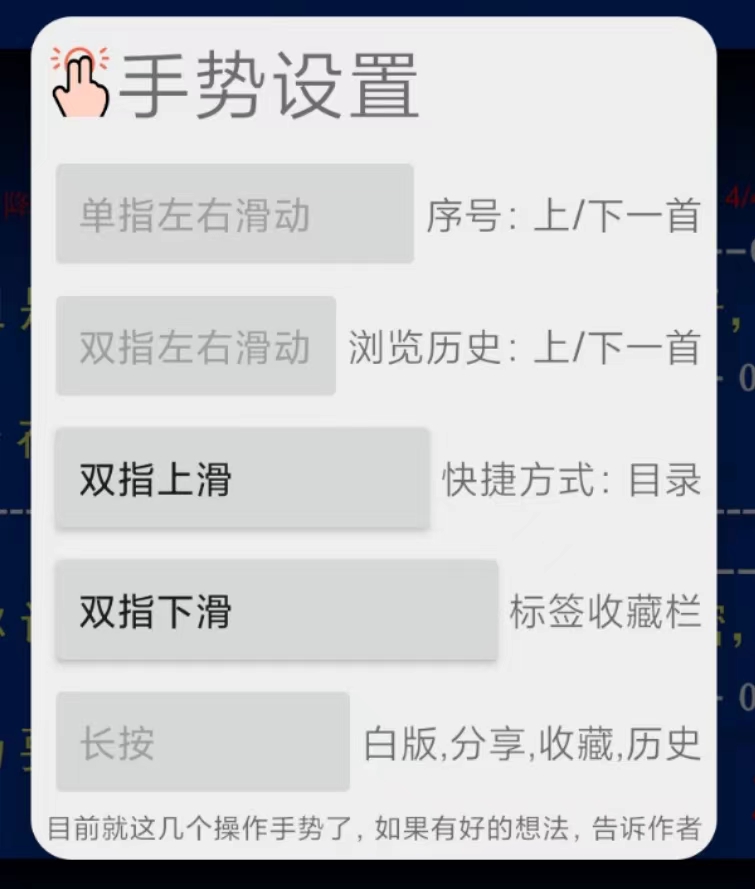 手势设置
单指左右滑动 序号：上/下一首
双指左右滑动 浏览历史：上/下一首
双指上滑 快捷方式：目录
双指下滑 标签收藏栏
长按 白版,分享,收藏,历史
目前就这几个操作手势了，如果有好的想法，告诉作者